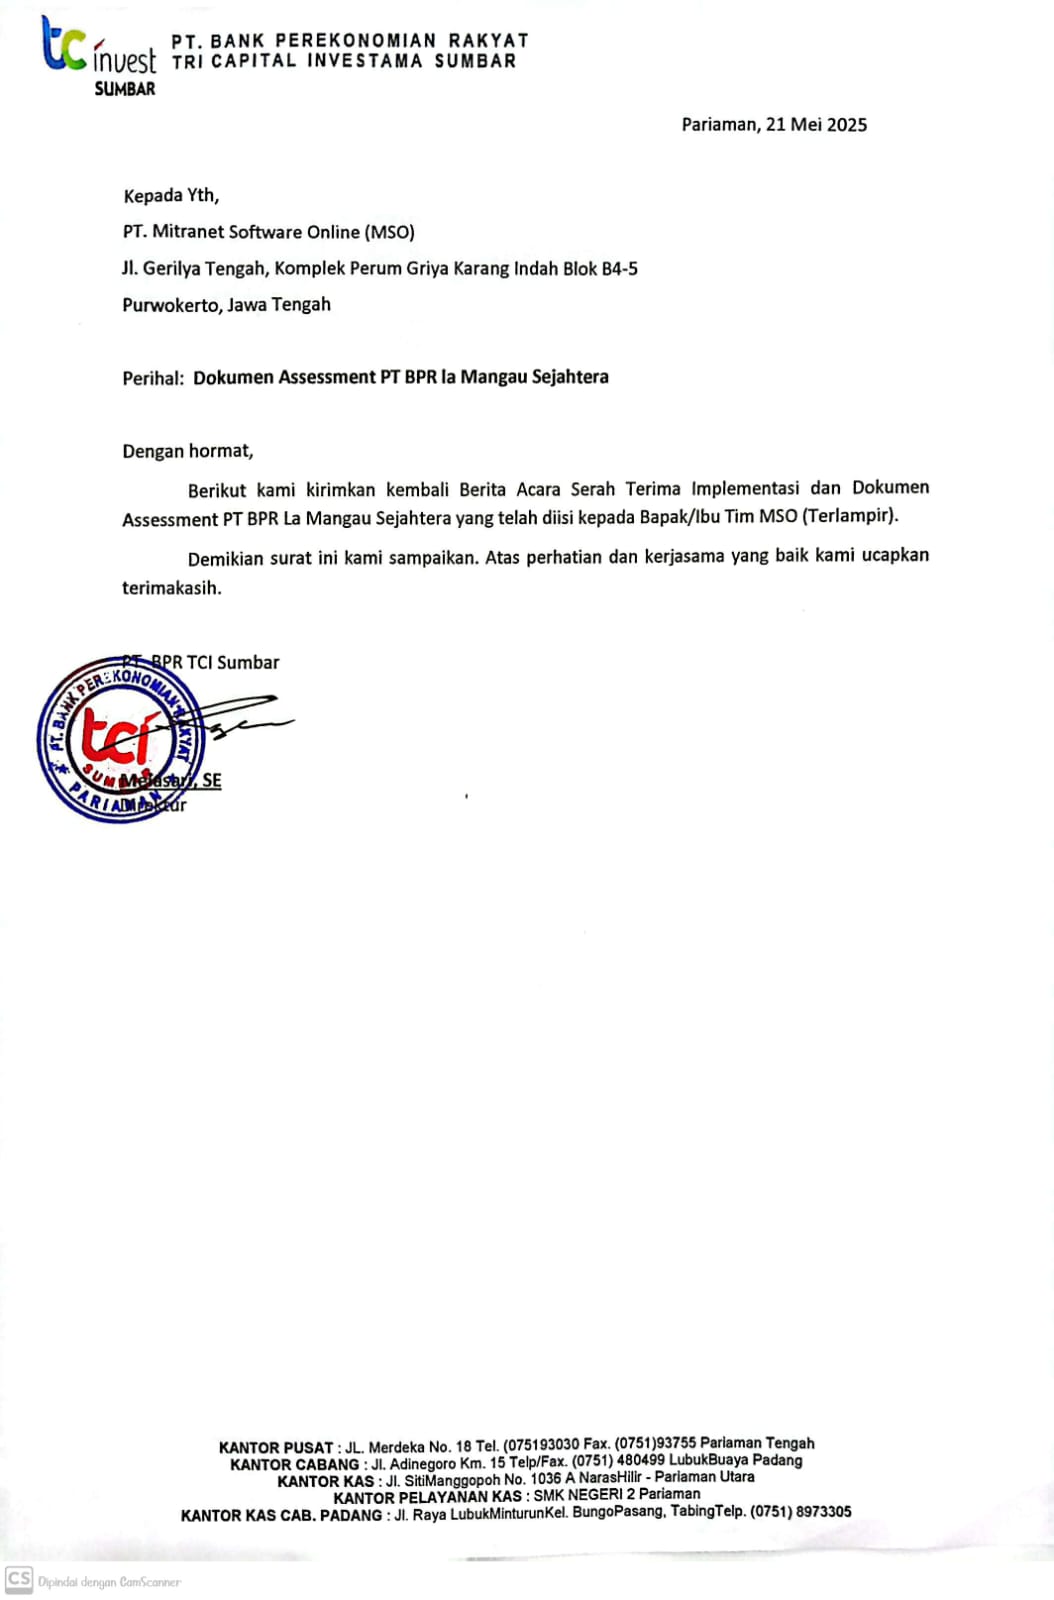 tc invest
SUMBAR
PT. BANK PEREKONOMIAN RAKYAT
TRI CAPITAL INVESTAMA SUMBAR
Pariaman, 21 Mei 2025
Kepada Yth,
PT. Mitranet Software Online (MSO)
Jl. Gerilya Tengah, Komplek Perum Griya Karang Indah Blok B4-5
Purwokerto, Jawa Tengah
Perihal: Dokumen Assessment PT BPR la Mangau Sejahtera
Dengan hormat,
Berikut kami kirimkan kembali Berita Acara Serah Terima Implementasi dan Dokumen
Assessment PT BPR La Mangau Sejahtera yang telah diisi kepada Bapak/Ibu Tim MSO (Terlampir).
Demikian surat ini kami sampaikan. Atas perhatian dan kerjasama yang baik kami ucapkan
terimakasih.
PT. BPR TCI Sumbar
PT. BANK PEREKONOMIAN RAKYAT
tci
SUMBAR
PARIAMAN
Melasari, SE
Direktur
KANTOR PUSAT : JL. Merdeka No. 18 Tel. (075193030 Fax. (0751)93755 Pariaman Tengah
KANTOR CABANG : Jl. Adinegoro Km. 15 Telp/Fax. (0751) 480499 LubukBuaya Padang
KANTOR KAS : Jl. SitiManggopoh No. 1036 A NarasHilir - Pariaman Utara
KANTOR PELAYANAN KAS : SMK NEGERI 2 Pariaman
KANTOR KAS CAB. PADANG : Jl. Raya LubukMinturunKel. BungoPasang, TabingTelp. (0751) 8973305
CS Dipindai dengan CamScanner